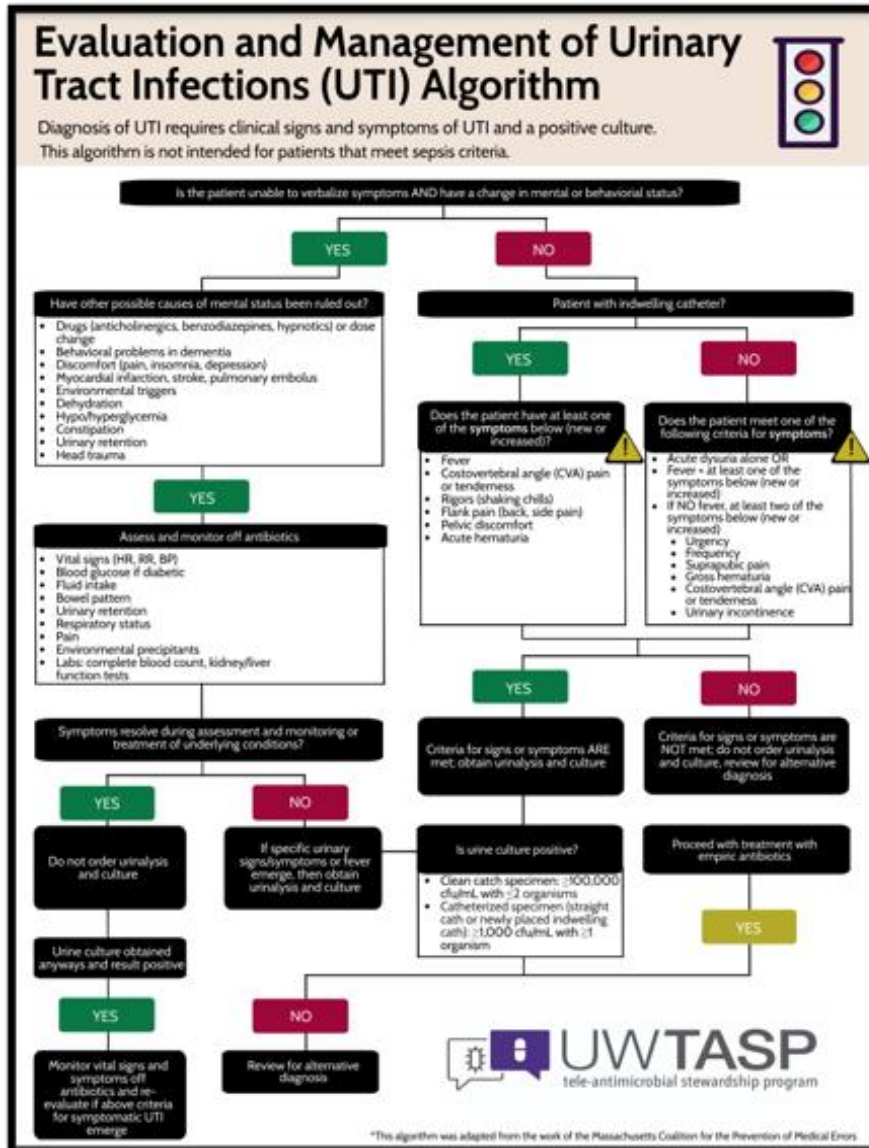 Evaluation and Management of Urinary
Tract Infections (UTI) Algorithm
Diagnosis of UTI requires clinical signs and symptoms of UTI and a positive culture.
This algorithm is not intended for patients that meet sepsis criteria.
Is the patient unable to verbalize symptoms AND have a change in mental or behaviorial status?
YES
NO
Have other possible causes of mental status been ruled out?
• Drugs (anticholinergics, benzodiazepines, hypnotics) or dose
change
• Behavioral problems in dementia
• Discomfort (pain, insomnia, depression)
• Myocardial infarction, stroke, pulmonary embolus
• Environmental triggers
• Dehydration
• Hypo/hyperglycemia
• Constipation
• Urinary retention
• Head trauma
YES
Assess and monitor off antibiotics
• Vital signs (HR, RR, BP)
• Blood glucose if diabetic
• Fluid intake
• Bowel pattern
• Urinary retention
• Respiratory status
• Pain
• Environmental precipitants
• Labs: complete blood count, kidney/liver
function tests
Symptoms resolve during assessment and monitoring or
treatment of underlying conditions?
YES
NO
Do not order urinalysis
and culture
If specific urinary
signs/symptoms or fever
emerge, then obtain
urinalysis and culture
Urine culture obtained
anyways and result positive
YES
Monitor vital signs and
symptoms off
antibiotics and re-
evaluate if above criteria
for symptomatic UTI
emerge
Patient with indwelling catheter?
YES
NO
Does the patient have at least one
of the symptoms below (new or
increased)?
• Fever
• Costovertebral angle (CVA) pain
or tenderness
• Rigors (shaking chills)
• Flank pain (back, side pain)
• Pelvic discomfort
• Acute hematuria
Does the patient meet one of the
following criteria for symptoms?
• Acute dysuria alone OR
• Fever + at least one of the
symptoms below (new or
increased)
• If NO fever, at least two of the
symptoms below (new or
increased)
• Urgency
• Frequency
• Suprapubic pain
• Gross hematuria
• Costovertebral angle (CVA) pain
or tenderness
• Urinary incontinence
YES
NO
Criteria for signs or symptoms ARE
met; obtain urinalysis and culture
Criteria for signs or symptoms are
NOT met; do not order urinalysis
and culture, review for alternative
diagnosis
Is urine culture positive?
• Clean catch specimen: ≥100,000
cfu/mL with ≤2 organisms
• Catheterized specimen (straight
cath or newly placed indwelling
cath): ≥1,000 cfu/mL with ≥1
organism
Proceed with treatment with
empiric antibiotics
YES
NO
Review for alternative
diagnosis
UWTASP
tele-antimicrobial stewardship program
*This algorithm was adapted from the work of the Massachusetts Coalition for the Prevention of Medical Errors